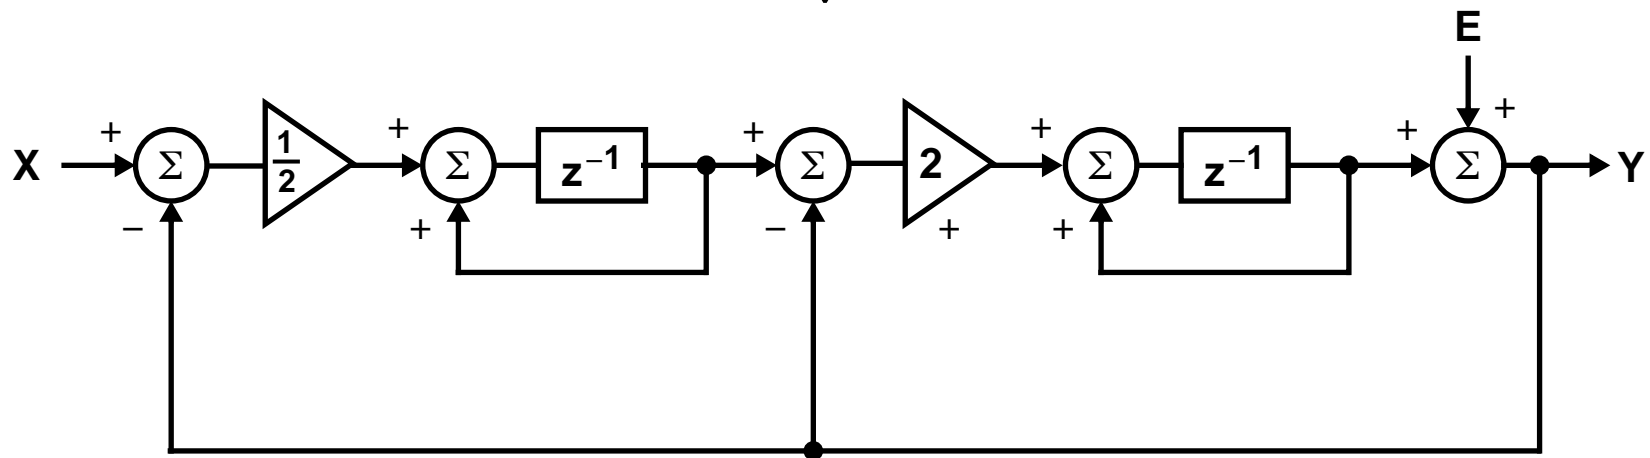 E
+
+ + + + +
X Σ 1/2 Σ z⁻¹ Σ 2 Σ z⁻¹ Σ Y
− + − + +